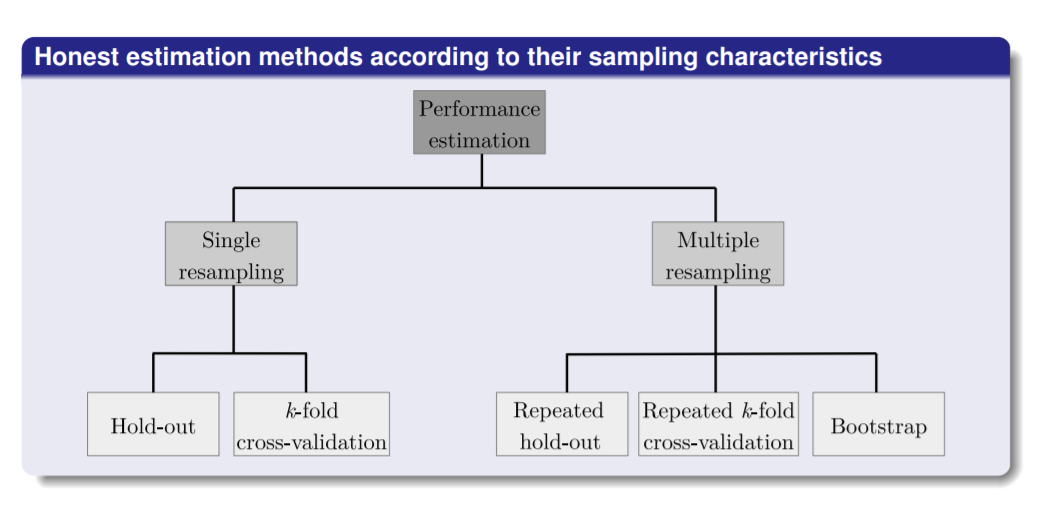 Honest estimation methods according to their sampling characteristics
Performance
estimation
Single
resampling
Multiple
resampling
Hold-out
k-fold
cross-validation
Repeated
hold-out
Repeated k-fold
cross-validation
Bootstrap